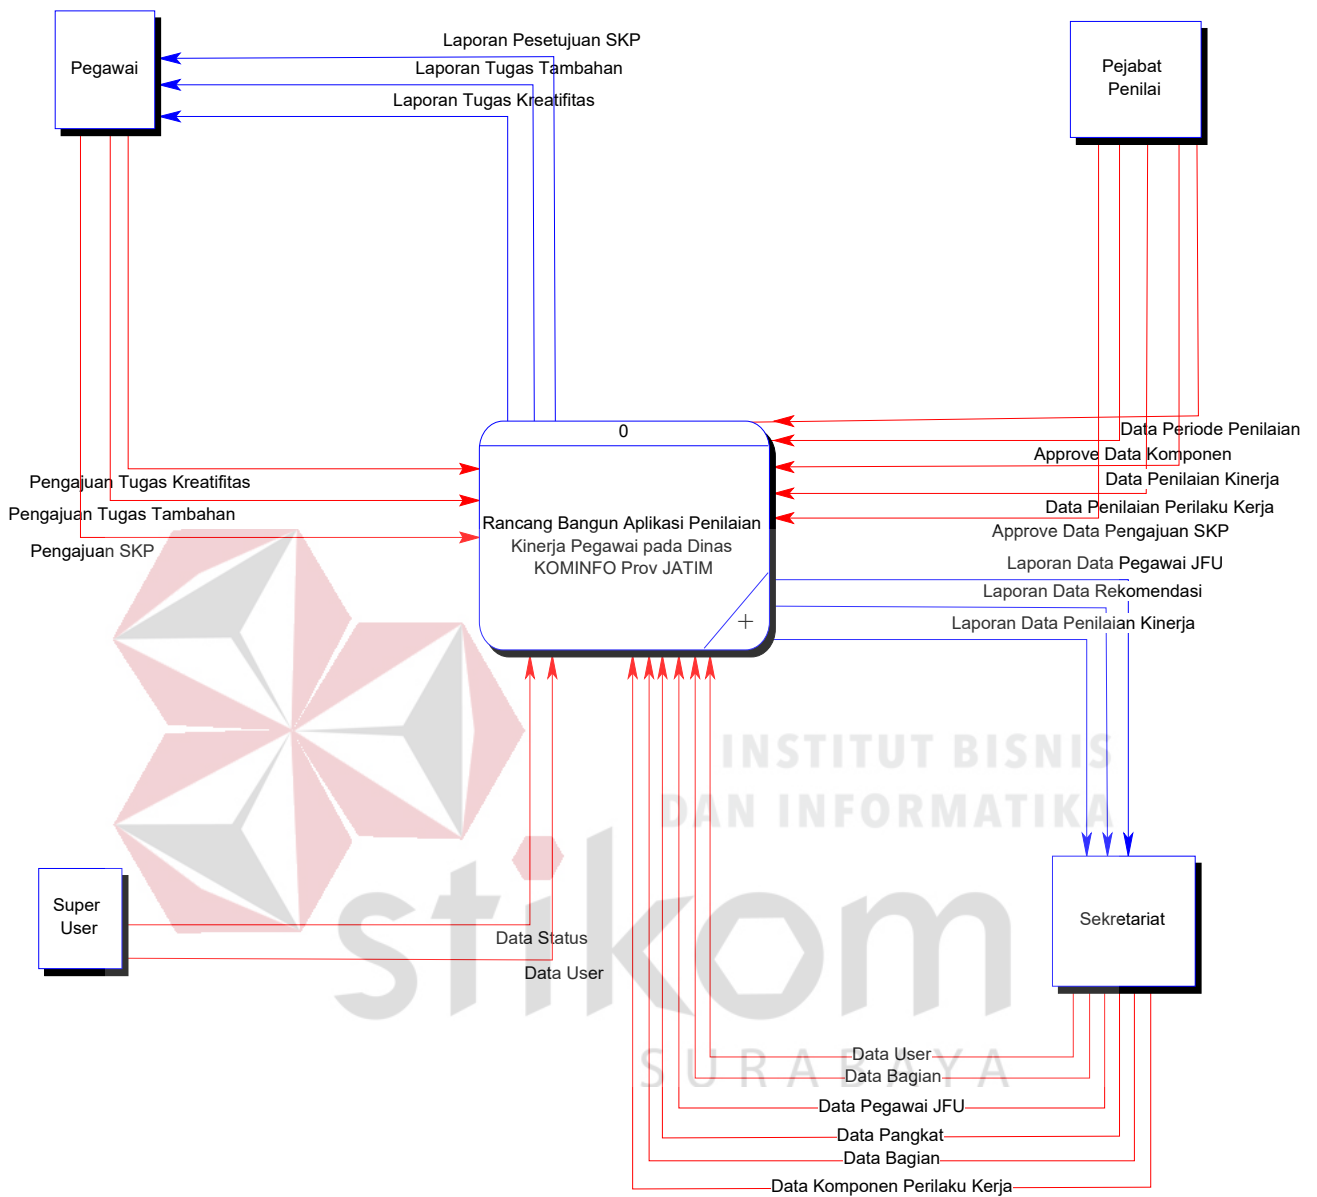 Pegawai
Laporan Pesetujuan SKP
Laporan Tugas Tambahan
Laporan Tugas Kreatifitas
Pejabat
Penilai
0
Rancang Bangun Aplikasi Penilaian
Kinerja Pegawai pada Dinas
KOMINFO Prov JATIM
Pengajuan Tugas Kreatifitas
Pengajuan Tugas Tambahan
Pengajuan SKP
Data Periode Penilaian
Approve Data Komponen
Data Penilaian Kinerja
Data Penilaian Perilaku Kerja
Approve Data Pengajuan SKP
Laporan Data Pegawai JFU
Laporan Data Rekomendasi
Laporan Data Penilaian Kinerja
INSTITUT BISNIS
DAN INFORMATIKA
stikom
SURABAYA
Super
User
Data Status
Data User
Sekretariat
Data User
Data Bagian
Data Pegawai JFU
Data Pangkat
Data Bagian
Data Komponen Perilaku Kerja